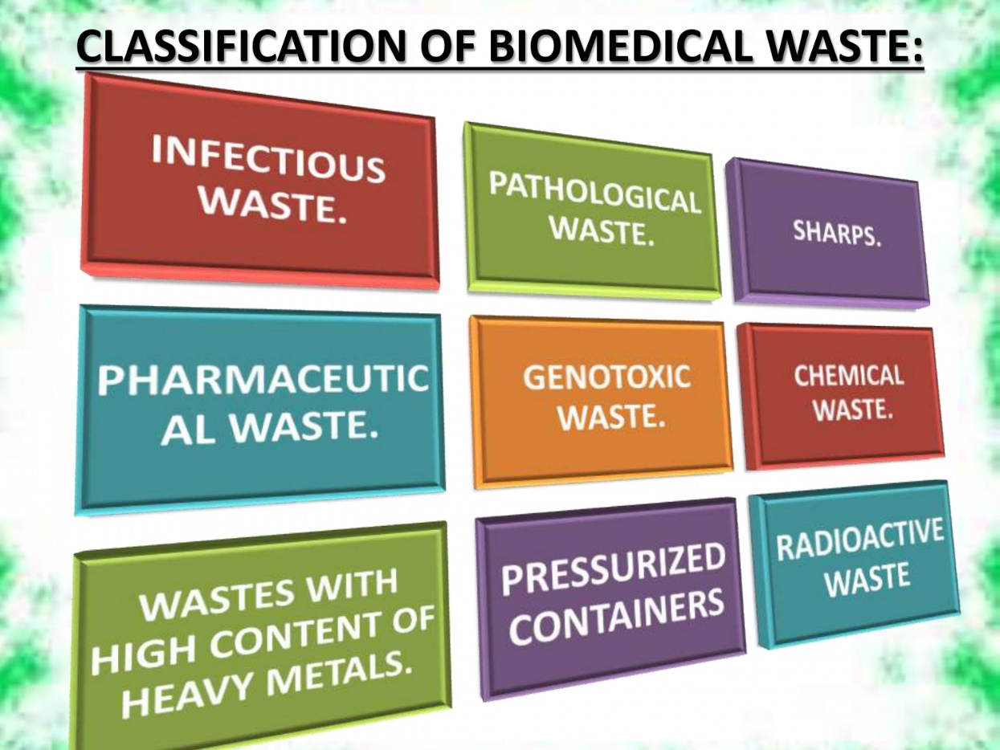 CLASSIFICATION OF BIOMEDICAL WASTE:
INFECTIOUS
WASTE.
PATHOLOGICAL
WASTE.
SHARPS.
PHARMACEUTIC
AL WASTE.
GENOTOXIC
WASTE.
CHEMICAL
WASTE.
WASTES WITH
HIGH CONTENT OF
HEAVY METALS.
PRESSURIZED
CONTAINERS
RADIOACTIVE
WASTE